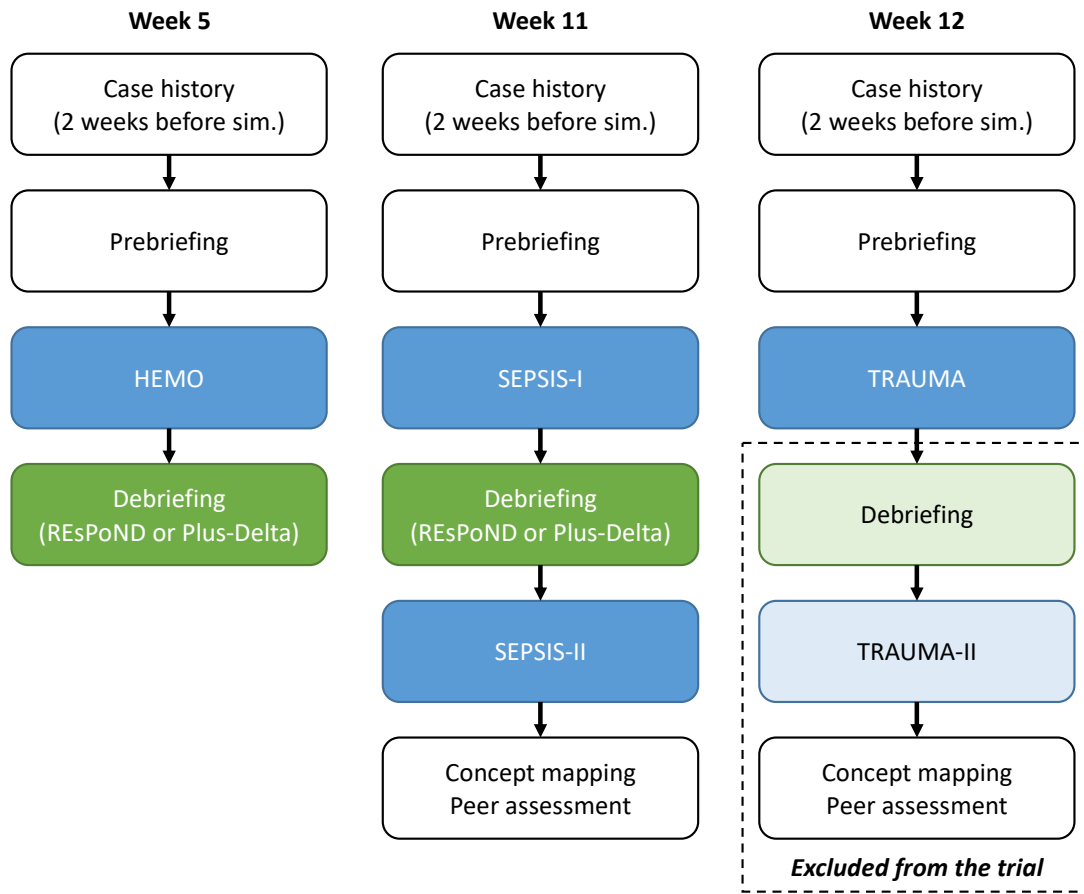 Week 5
Case history
(2 weeks before sim.)
Prebriefing
HEMO
Debriefing
(REsPoND or Plus-Delta)
Week 11
Case history
(2 weeks before sim.)
Prebriefing
SEPSIS-I
Debriefing
(REsPoND or Plus-Delta)
SEPSIS-II
Concept mapping
Peer assessment
Week 12
Case history
(2 weeks before sim.)
Prebriefing
TRAUMA
Debriefing
TRAUMA-II
Concept mapping
Peer assessment
Excluded from the trial